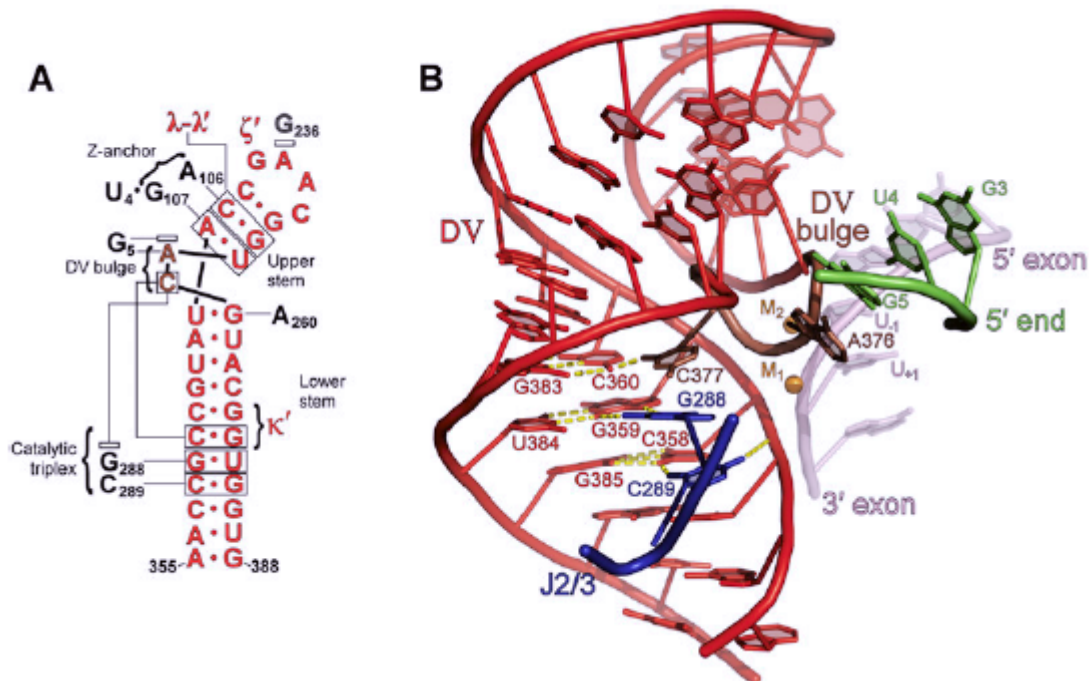 A
λ–λ′
ζ′
G236
Z-anchor
A106
U4 • G107
G A A C G C
C • G
A • U
G5
DV bulge
A
C
Upper stem
U G
A260
A U
U A
G C
Lower stem
C G
κ′
Catalytic triplex
C • G
G288
G • U
C289
C • G
C • G
A • U
355
A • G
388
B
DV
DV bulge
U4
G3
5′ exon
G5
5′ end
M2
U-1
A376
M1
U+1
G383
C360
C377
G288
U384
G359
C358
G385
C289
3′ exon
J2/3